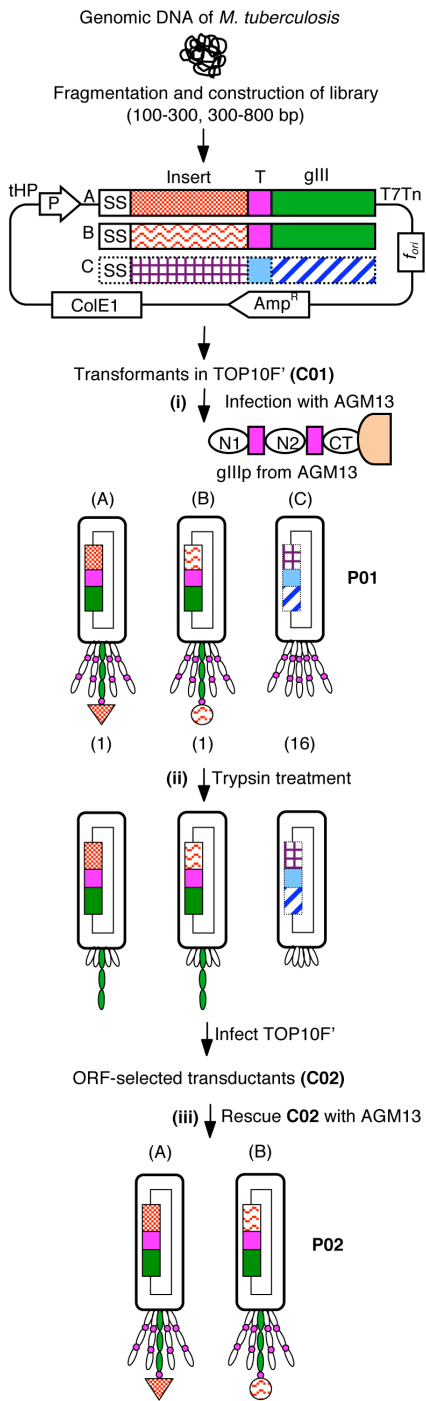 Genomic DNA of M. tuberculosis
Fragmentation and construction of library
(100-300, 300-800 bp)
Insert T gIII
tHP P A SS T7Tn
B SS
fori
C SS
ColE1 AmpR
Transformants in TOP10F' (C01)
(i) Infection with AGM13
N1 N2 CT
gIIIp from AGM13
(A) (B) (C)
P01
(1) (1) (16)
(ii) Trypsin treatment
Infect TOP10F'
ORF-selected transductants (C02)
(iii) Rescue C02 with AGM13
(A) (B)
P02